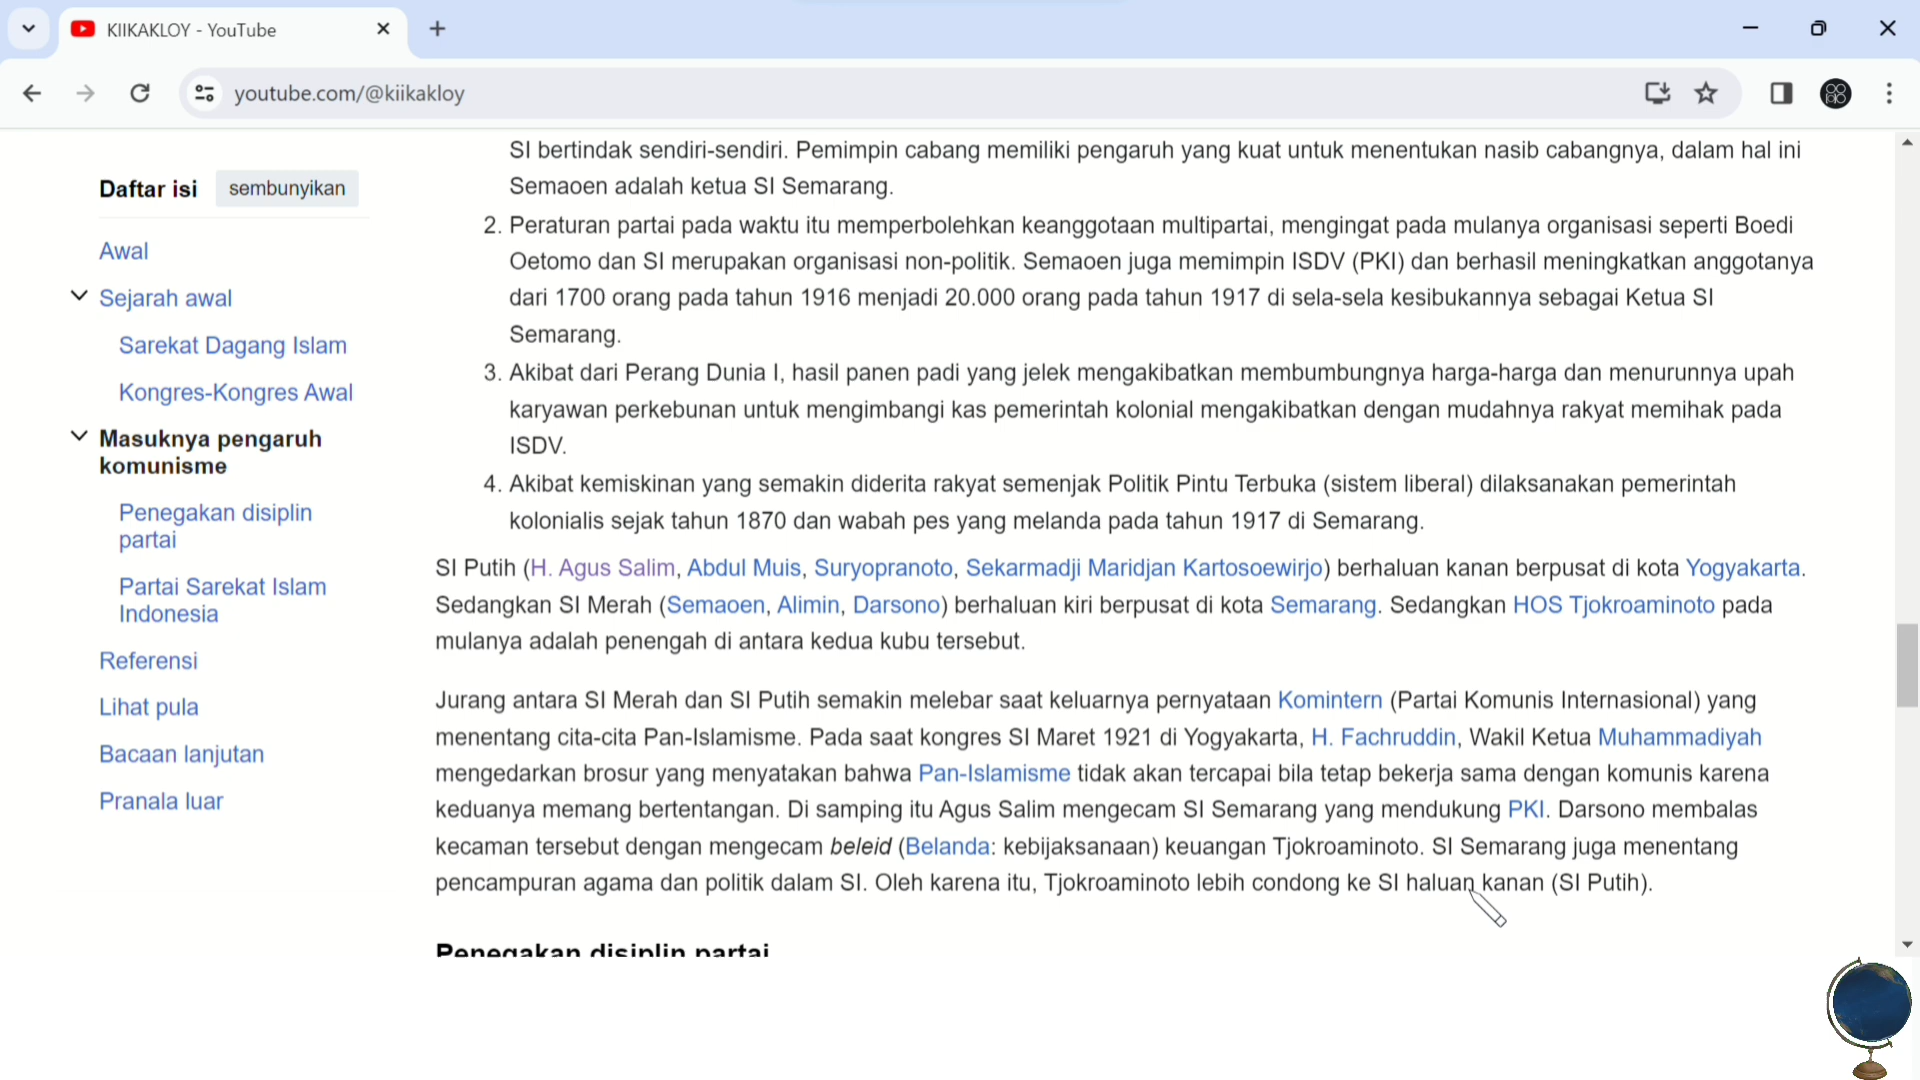 KIIKAKLOY - YouTube
youtube.com/@kiikakloy
Daftar isi sembunyikan
Awal
Sejarah awal
Sarekat Dagang Islam
Kongres-Kongres Awal
Masuknya pengaruh
komunisme
Penegakan disiplin
partai
Partai Sarekat Islam
Indonesia
Referensi
Lihat pula
Bacaan lanjutan
Pranala luar
SI bertindak sendiri-sendiri. Pemimpin cabang memiliki pengaruh yang kuat untuk menentukan nasib cabangnya, dalam hal ini
Semaoen adalah ketua SI Semarang.
2. Peraturan partai pada waktu itu memperbolehkan keanggotaan multipartai, mengingat pada mulanya organisasi seperti Boedi
Oetomo dan SI merupakan organisasi non-politik. Semaoen juga memimpin ISDV (PKI) dan berhasil meningkatkan anggotanya
dari 1700 orang pada tahun 1916 menjadi 20.000 orang pada tahun 1917 di sela-sela kesibukannya sebagai Ketua SI
Semarang.
3. Akibat dari Perang Dunia I, hasil panen padi yang jelek mengakibatkan membumbungnya harga-harga dan menurunnya upah
karyawan perkebunan untuk mengimbangi kas pemerintah kolonial mengakibatkan dengan mudahnya rakyat memihak pada
ISDV.
4. Akibat kemiskinan yang semakin diderita rakyat semenjak Politik Pintu Terbuka (sistem liberal) dilaksanakan pemerintah
kolonialis sejak tahun 1870 dan wabah pes yang melanda pada tahun 1917 di Semarang.
SI Putih (H. Agus Salim, Abdul Muis, Suryopranoto, Sekarmadji Maridjan Kartosoewirjo) berhaluan kanan berpusat di kota Yogyakarta.
Sedangkan SI Merah (Semaoen, Alimin, Darsono) berhaluan kiri berpusat di kota Semarang. Sedangkan HOS Tjokroaminoto pada
mulanya adalah penengah di antara kedua kubu tersebut.
Jurang antara SI Merah dan SI Putih semakin melebar saat keluarnya pernyataan Komintern (Partai Komunis Internasional) yang
menentang cita-cita Pan-Islamisme. Pada saat kongres SI Maret 1921 di Yogyakarta, H. Fachruddin, Wakil Ketua Muhammadiyah
mengedarkan brosur yang menyatakan bahwa Pan-Islamisme tidak akan tercapai bila tetap bekerja sama dengan komunis karena
keduanya memang bertentangan. Di samping itu Agus Salim mengecam SI Semarang yang mendukung PKI. Darsono membalas
kecaman tersebut dengan mengecam beleid (Belanda: kebijaksanaan) keuangan Tjokroaminoto. SI Semarang juga menentang
pencampuran agama dan politik dalam SI. Oleh karena itu, Tjokroaminoto lebih condong ke SI haluan kanan (SI Putih).
Penegakan disiplin partai